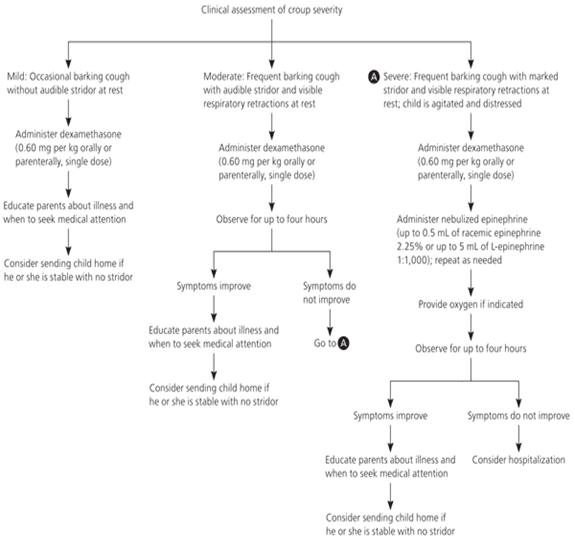 Clinical assessment of croup severity
Mild: Occasional barking cough
without audible stridor at rest
Administer dexamethasone
(0.60 mg per kg orally or
parenterally, single dose)
Educate parents about illness and
when to seek medical attention
Consider sending child home if
he or she is stable with no stridor
Moderate: Frequent barking cough
with audible stridor and visible
respiratory retractions at rest
Administer dexamethasone
(0.60 mg per kg orally or
parenterally, single dose)
Observe for up to four hours
Symptoms improve
Educate parents about illness and
when to seek medical attention
Consider sending child home if
he or she is stable with no stridor
Symptoms do
not improve
Go to A
A Severe: Frequent barking cough with marked
stridor and visible respiratory retractions at
rest; child is agitated and distressed
Administer dexamethasone
(0.60 mg per kg orally or
parenterally, single dose)
Administer nebulized epinephrine
(up to 0.5 mL of racemic epinephrine
2.25% or up to 5 mL of L-epinephrine
1:1,000); repeat as needed
Provide oxygen if indicated
Observe for up to four hours
Symptoms improve
Educate parents about illness and
when to seek medical attention
Consider sending child home if
he or she is stable with no stridor
Symptoms do not improve
Consider hospitalization